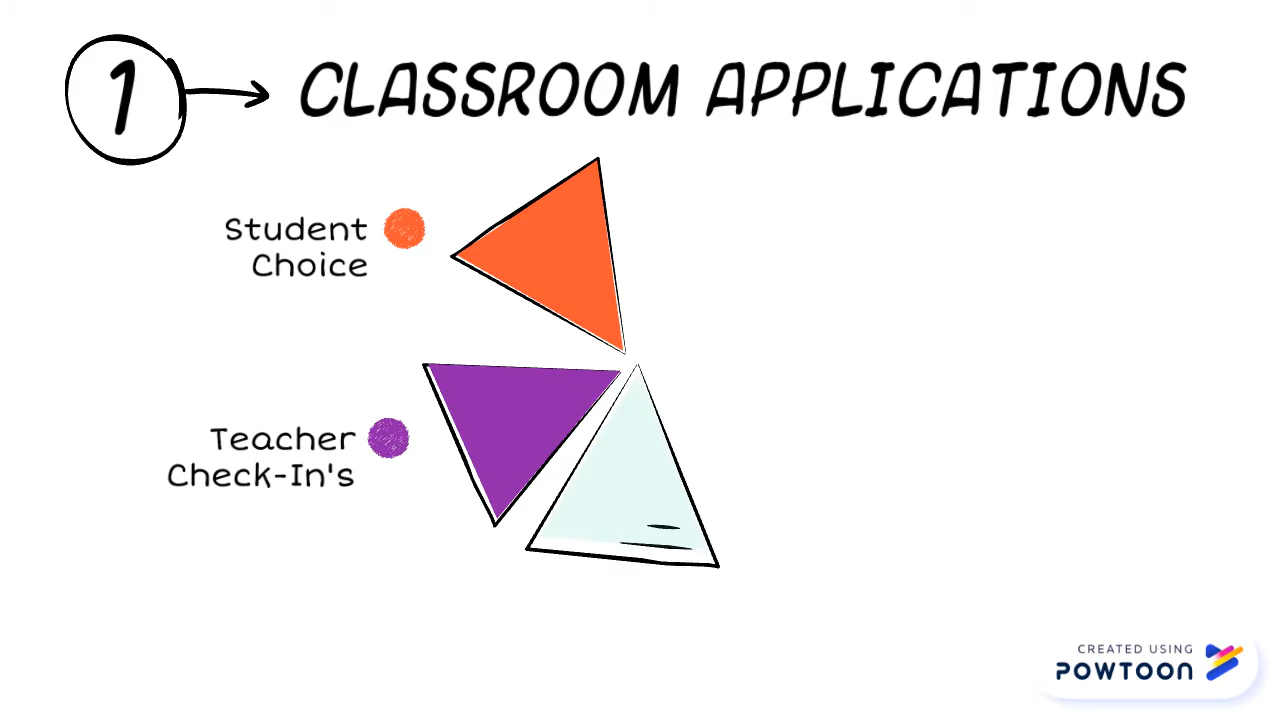 1
CLASSROOM APPLICATIONS
Student
Choice
Teacher
Check-In's
CREATED USING
POWTOON